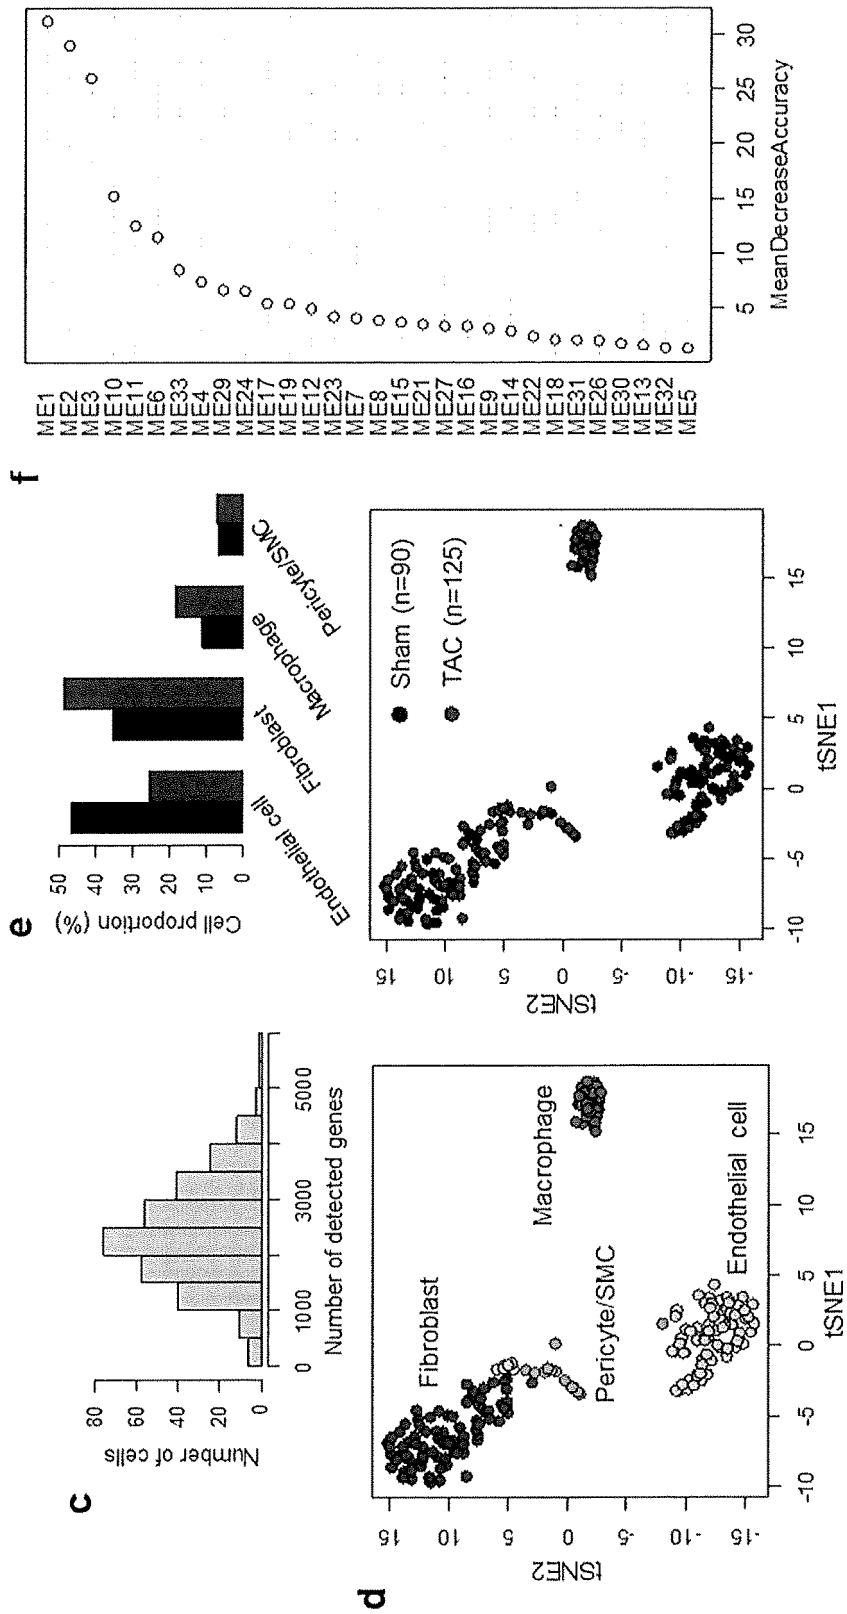 c
Number of cells
80
60
40
20
0
0
1000
3000
5000
Number of detected genes
d
tSNE2
15
10
5
0
-5
-10
-15
Fibroblast
Macrophage
Pericyte/SMC
Endothelial cell
-10
-5
0
5
10
15
tSNE1
e
Cell proportion (%)
50
40
30
20
10
0
Endothelial cell
Fibroblast
Macrophage
Pericyte/SMC
tSNE2
15
10
5
0
-5
-10
-15
Sham (n=90)
TAC (n=125)
-10
-5
0
5
10
15
tSNE1
f
ME1
ME2
ME3
ME10
ME11
ME6
ME33
ME4
ME29
ME24
ME17
ME19
ME12
ME23
ME7
ME8
ME15
ME21
ME27
ME16
ME9
ME14
ME22
ME18
ME31
ME26
ME30
ME13
ME32
ME5
5
10
15
20
25
30
MeanDecreaseAccuracy